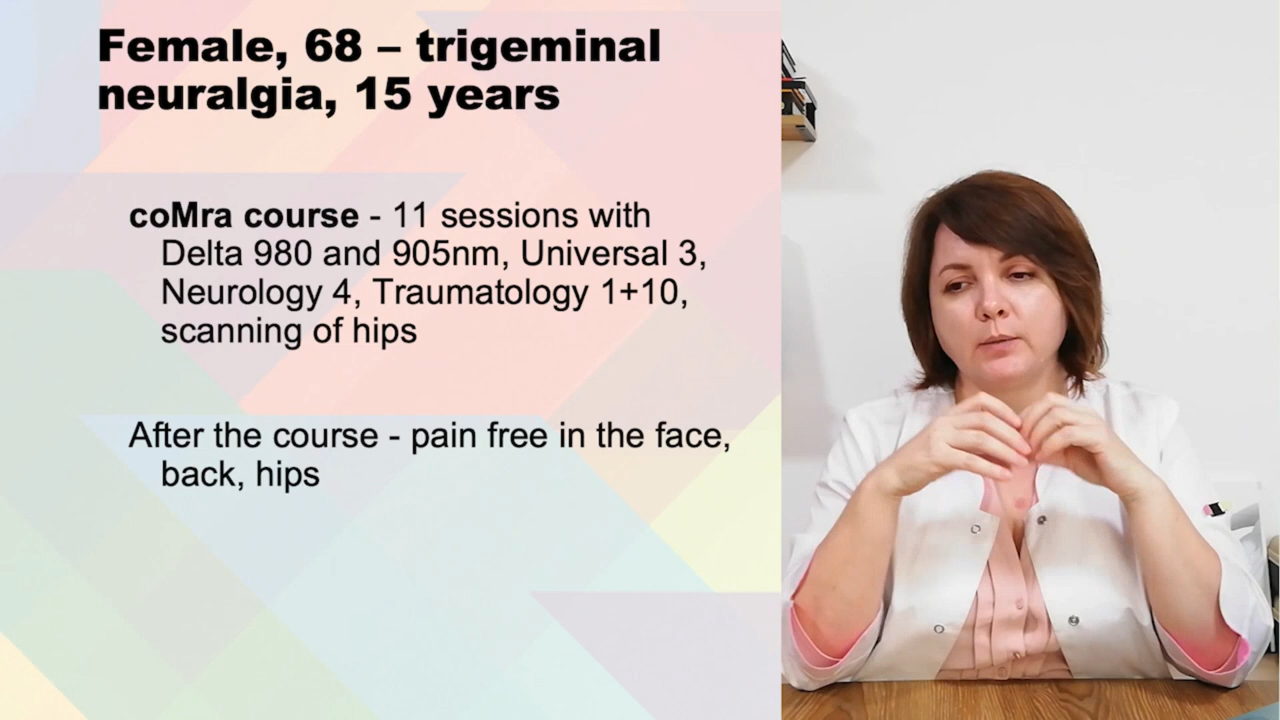 Female, 68 – trigeminal
neuralgia, 15 years
coMra course - 11 sessions with
Delta 980 and 905nm, Universal 3,
Neurology 4, Traumatology 1+10,
scanning of hips
After the course - pain free in the face,
back, hips